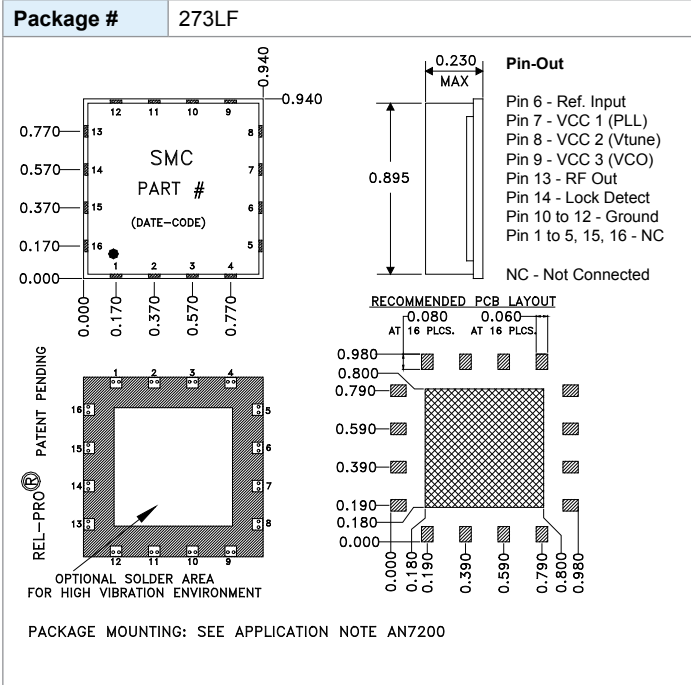 Package # 273LF
0.940
0.940
12 11 10 9
0.770 13 8
0.570 14 7
0.370 15 6
0.170 16 5
0.000
SMC
PART #
(DATE-CODE)
1 2 3 4
0.000 0.170 0.370 0.570 0.770
0.230
MAX
0.895
Pin-Out
Pin 6 - Ref. Input
Pin 7 - VCC 1 (PLL)
Pin 8 - VCC 2 (Vtune)
Pin 9 - VCC 3 (VCO)
Pin 13 - RF Out
Pin 14 - Lock Detect
Pin 10 to 12 - Ground
Pin 1 to 5, 15, 16 - NC
NC - Not Connected
REL-PRO® PATENT PENDING
1 2 3 4
16 5
15 6
14 7
13 8
12 11 10 9
OPTIONAL SOLDER AREA
FOR HIGH VIBRATION ENVIRONMENT
RECOMMENDED PCB LAYOUT
0.080 0.060
AT 16 PLCS. AT 16 PLCS.
0.980
0.800
0.790
0.590
0.390
0.190
0.180
0.000
0.000 0.180 0.190 0.390 0.590 0.790 0.800 0.980
PACKAGE MOUNTING: SEE APPLICATION NOTE AN7200